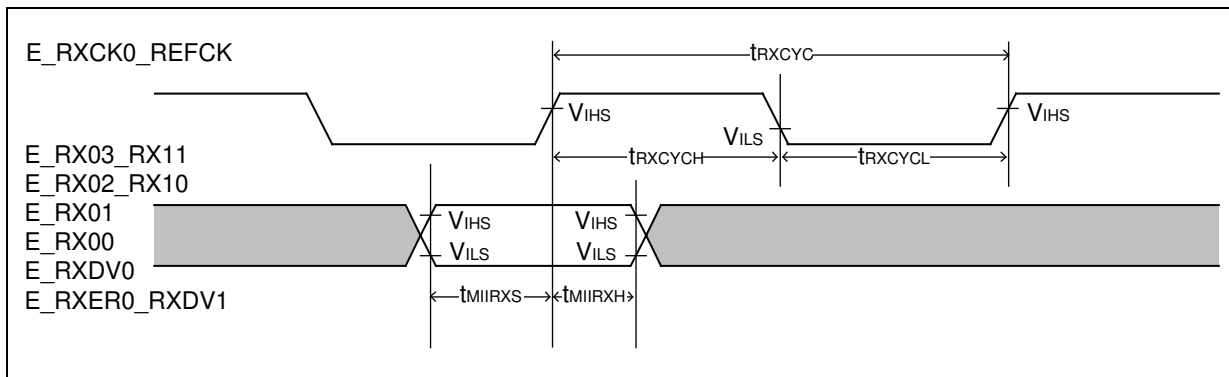 E_RXCK0_REFCK
tRXCYC
VIHS
VILS
VIHS
tRXCYCH
tRXCYCL
E_RX03_RX11
E_RX02_RX10
E_RX01
E_RX00
E_RXDV0
E_RXER0_RXDV1
VIHS
VIHS
VILS
VILS
tMIIRXS
tMIIRXH